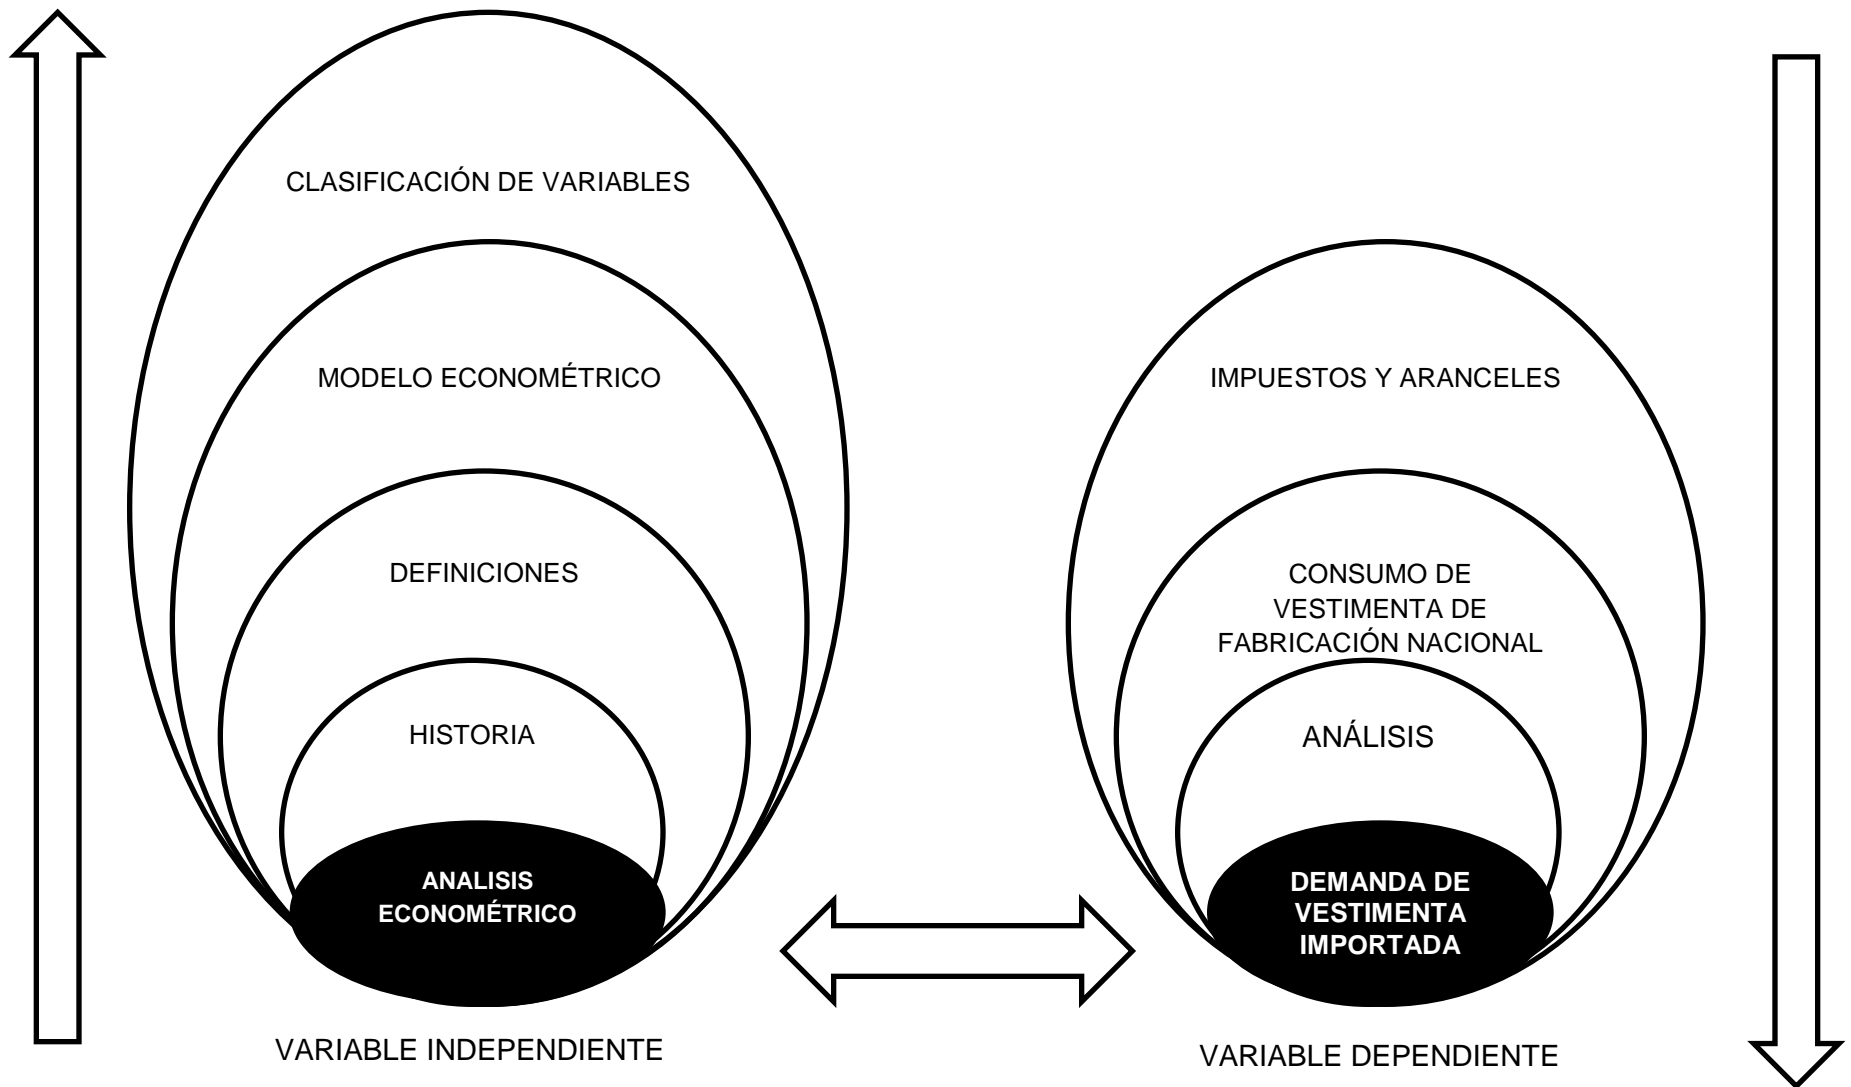 CLASIFICACIÓN DE VARIABLES
MODELO ECONOMÉTRICO
DEFINICIONES
HISTORIA
ANALISIS
ECONOMÉTRICO
VARIABLE INDEPENDIENTE
IMPUESTOS Y ARANCELES
CONSUMO DE
VESTIMENTA DE
FABRICACIÓN NACIONAL
ANÁLISIS
DEMANDA DE
VESTIMENTA
IMPORTADA
VARIABLE DEPENDIENTE